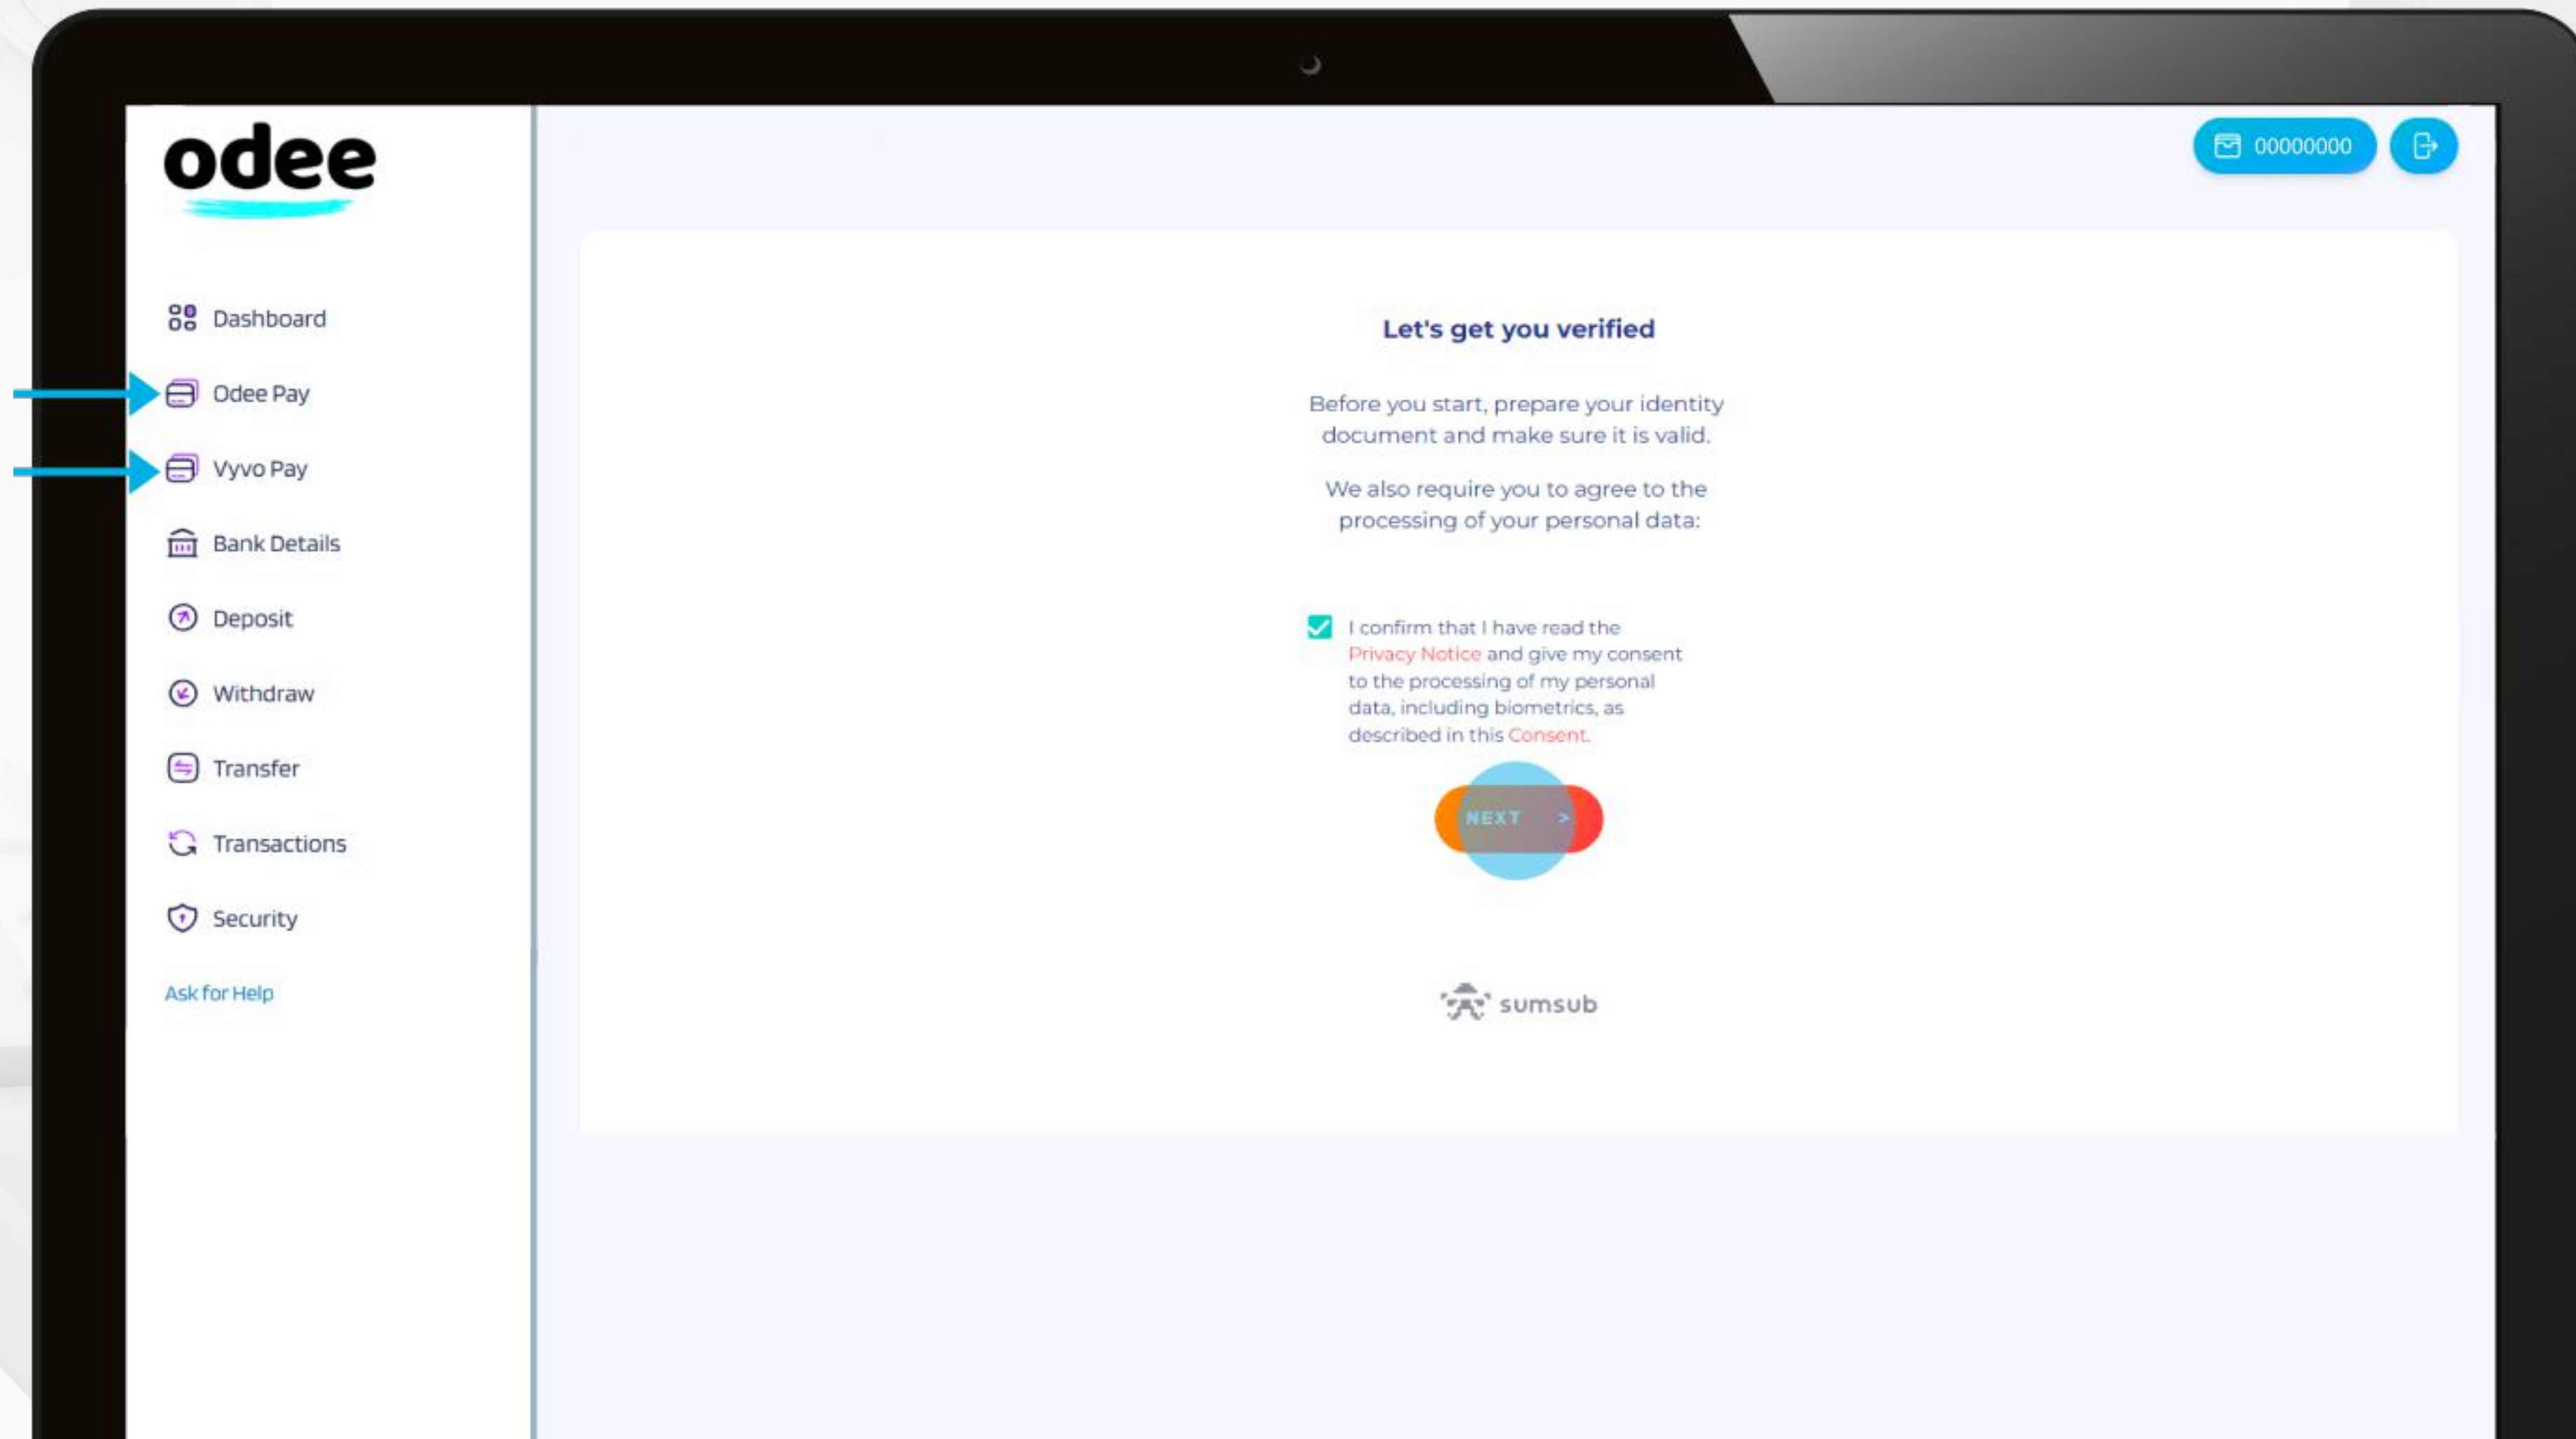 odee
00000000
Dashboard
Odee Pay
Vyvo Pay
Bank Details
Deposit
Withdraw
Transfer
Transactions
Security
Ask for Help
Let's get you verified
Before you start, prepare your identity
document and make sure it is valid.
We also require you to agree to the
processing of your personal data:
I confirm that I have read the
Privacy Notice and give my consent
to the processing of my personal
data, including biometrics, as
described in this Consent.
NEXT >
sumsub